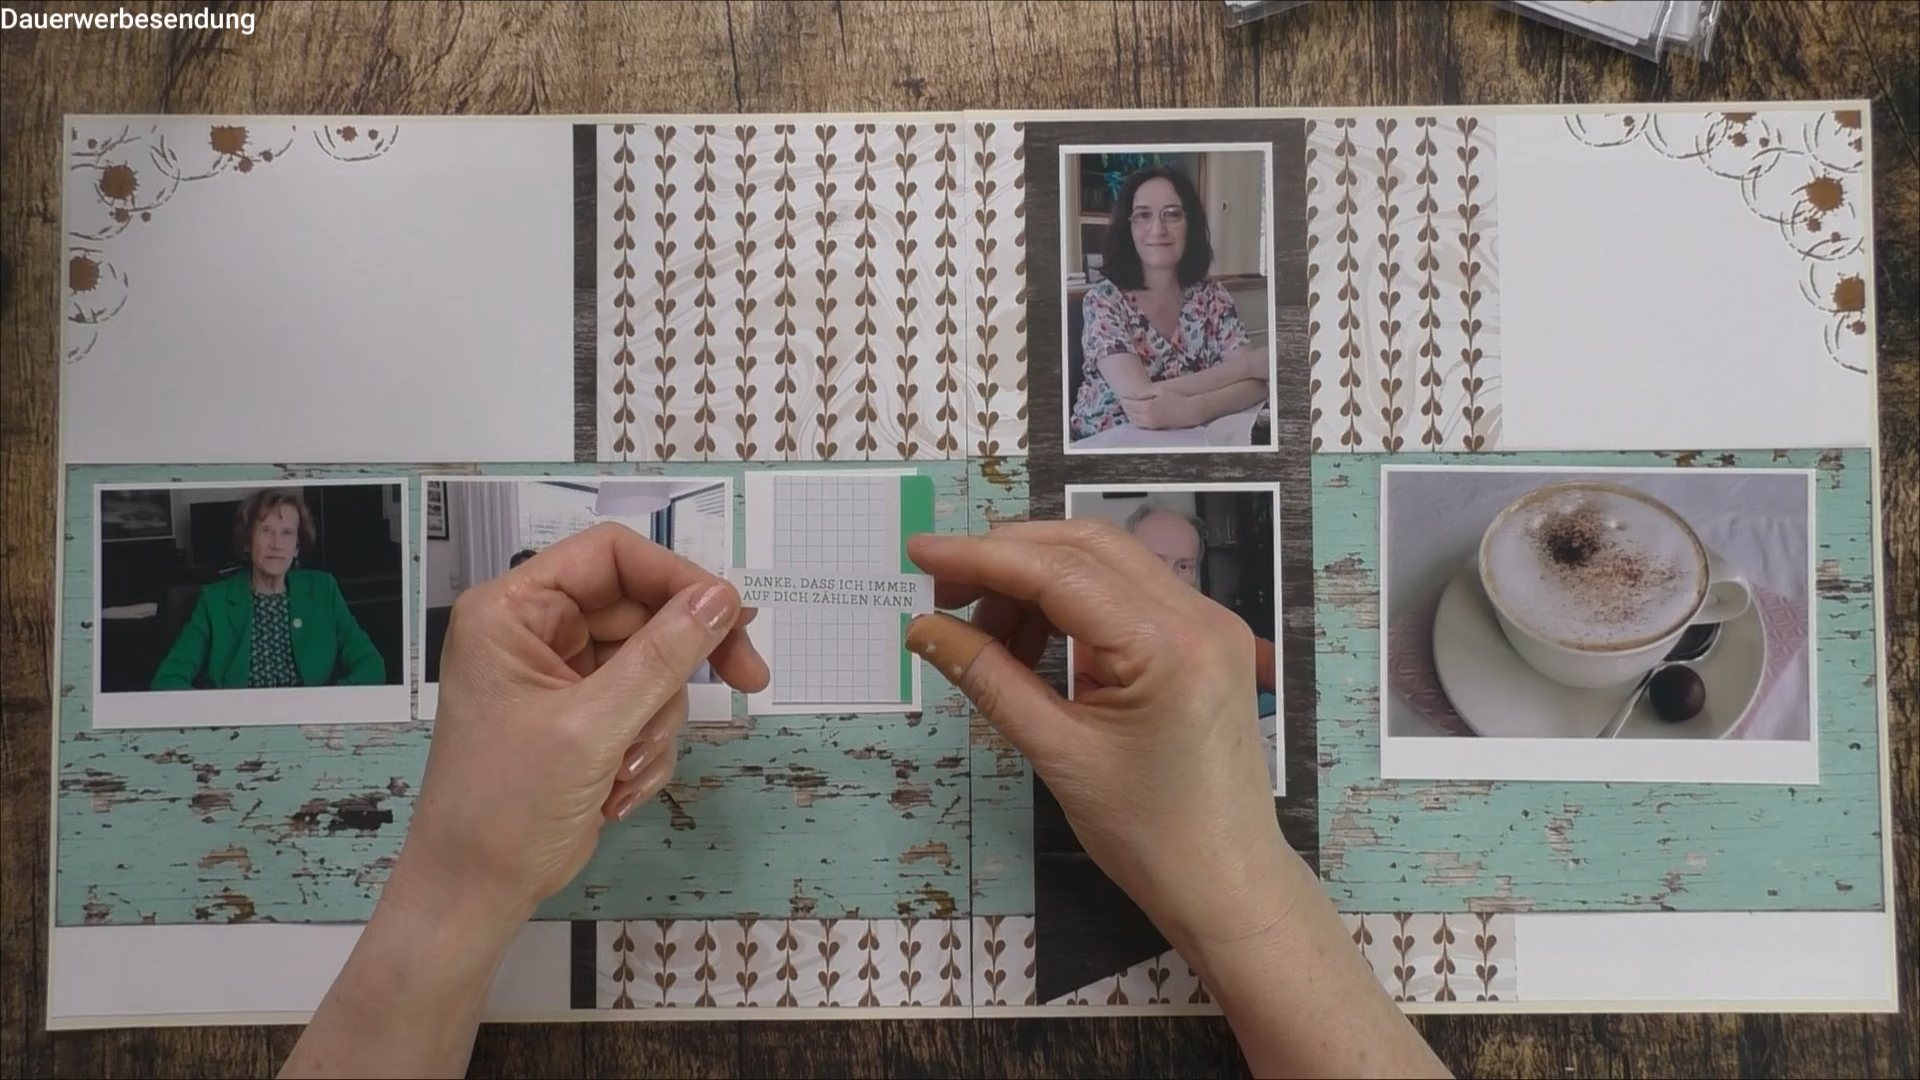 Dauerwerbesendung
DANKE, DASS ICH IMMER
AUF DICH ZÄHLEN KANN